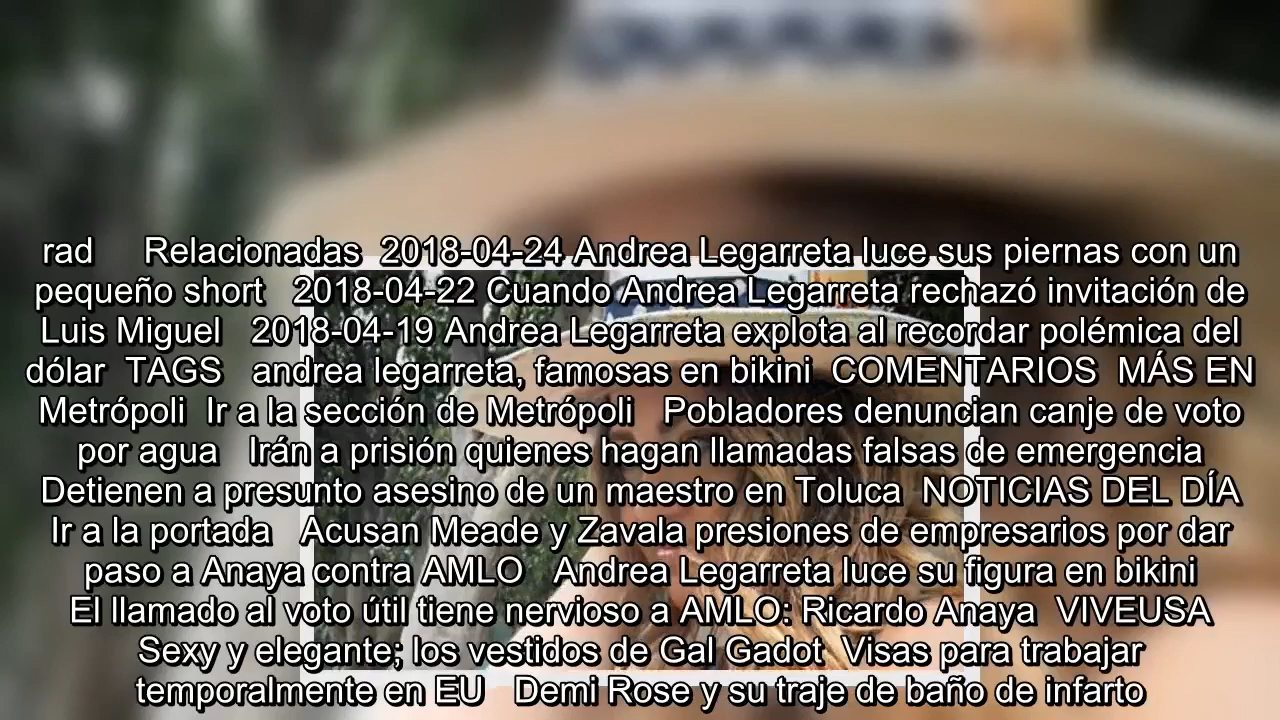 rad Relacionadas 2018-04-24 Andrea Legarreta luce sus piernas con un
pequeño short 2018-04-22 Cuando Andrea Legarreta rechazó invitación de
Luis Miguel 2018-04-19 Andrea Legarreta explota al recordar polémica del
dólar TAGS andrea legarreta, famosas en bikini COMENTARIOS MÁS EN
Metrópoli Ir a la sección de Metrópoli Pobladores denuncian canje de voto
por agua Irán a prisión quienes hagan llamadas falsas de emergencia
Detienen a presunto asesino de un maestro en Toluca NOTICIAS DEL DÍA
Ir a la portada Acusan Meade y Zavala presiones de empresarios por dar
paso a Anaya contra AMLO Andrea Legarreta luce su figura en bikini
El llamado al voto útil tiene nervioso a AMLO: Ricardo Anaya VIVEUSA
Sexy y elegante; los vestidos de Gal Gadot Visas para trabajar
temporalmente en EU Demi Rose y su traje de baño de infarto